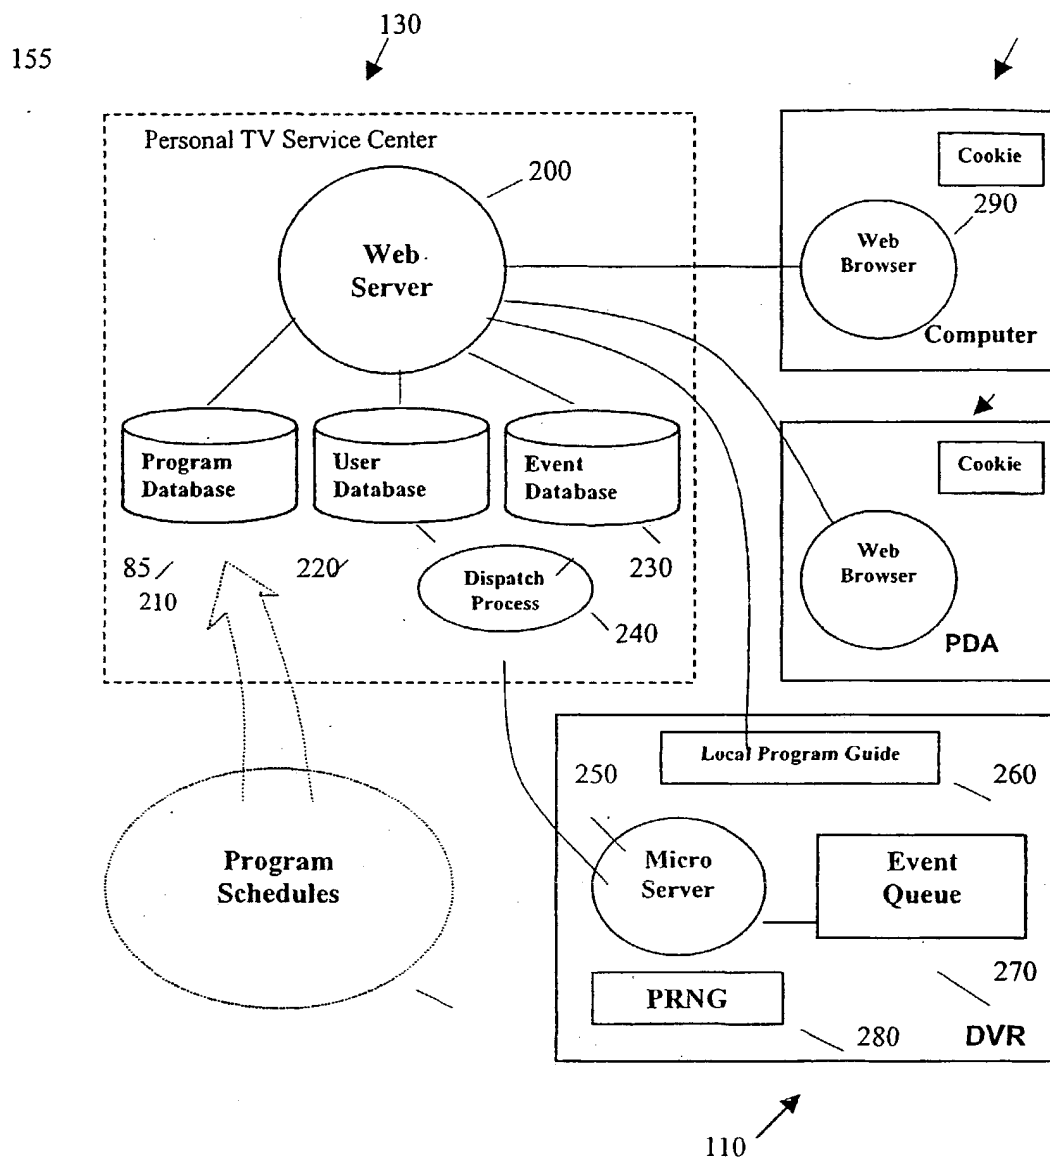 130
155
Personal TV Service Center
200
Web
Server
Cookie
290
Web
Browser
Computer
Program
Database
User
Database
Event
Database
Cookie
85
210
220
Dispatch
Process
230
240
Web
Browser
PDA
Local Program Guide
250
260
Program
Schedules
Micro
Server
Event
Queue
270
PRNG
280
DVR
110